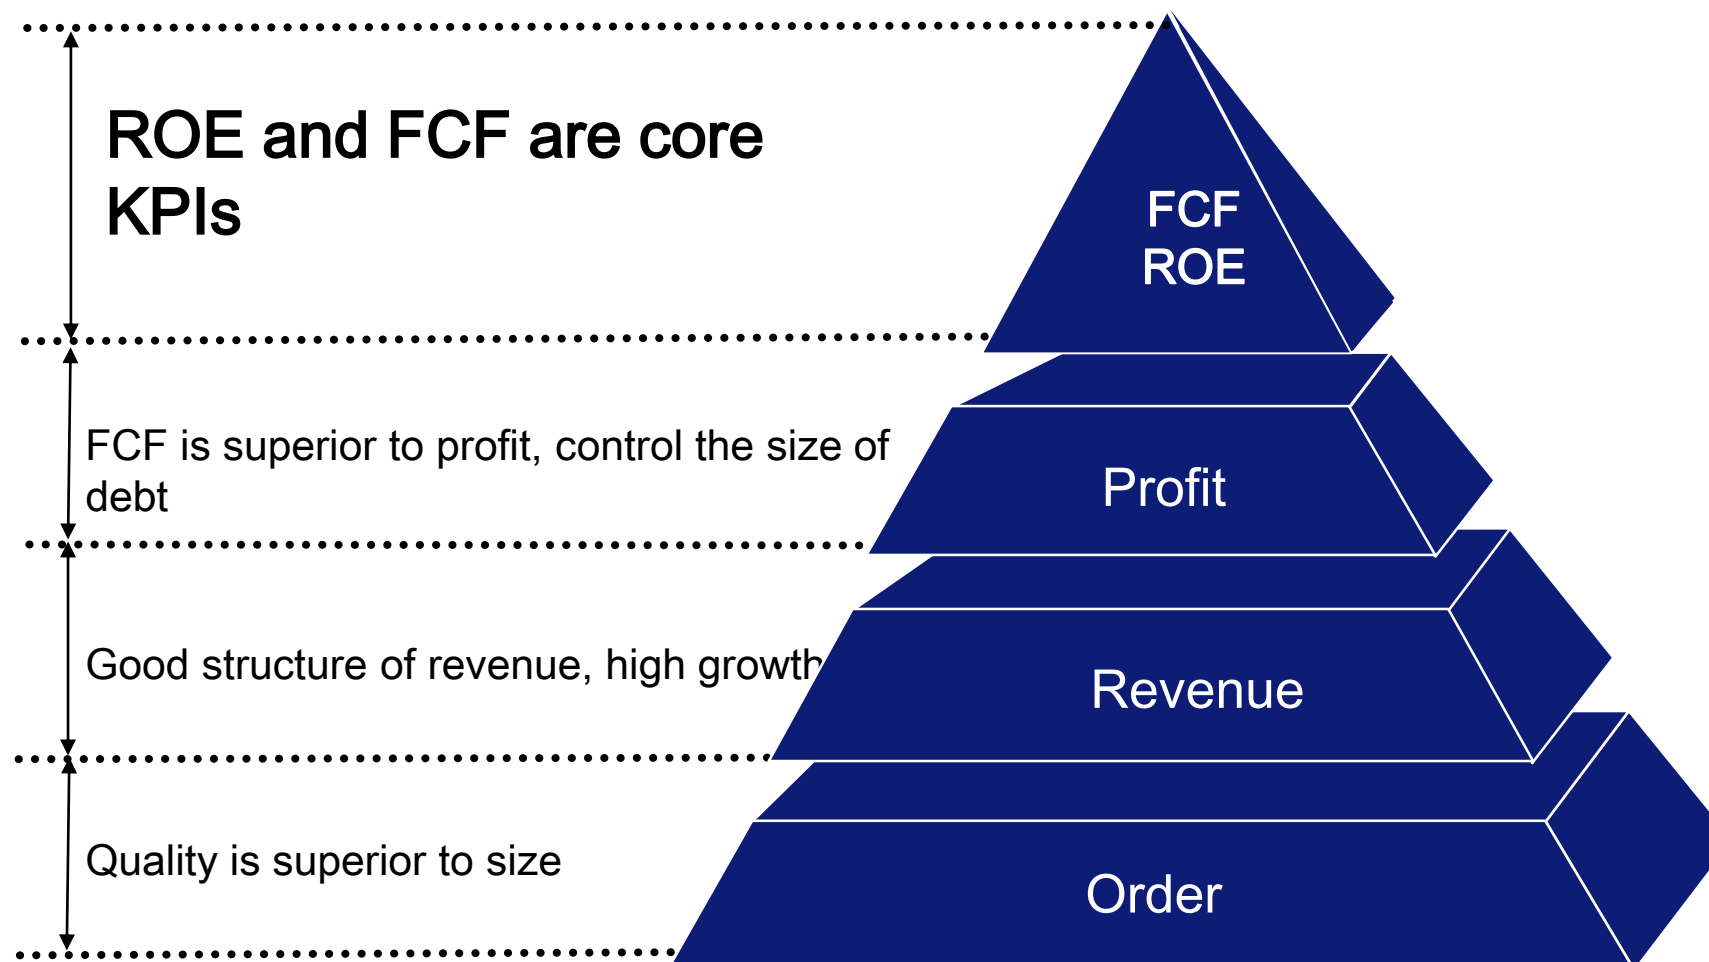 ROE and FCF are core
KPIs
FCF
ROE
FCF is superior to profit, control the size of
debt
Profit
Good structure of revenue, high growth
Revenue
Quality is superior to size
Order